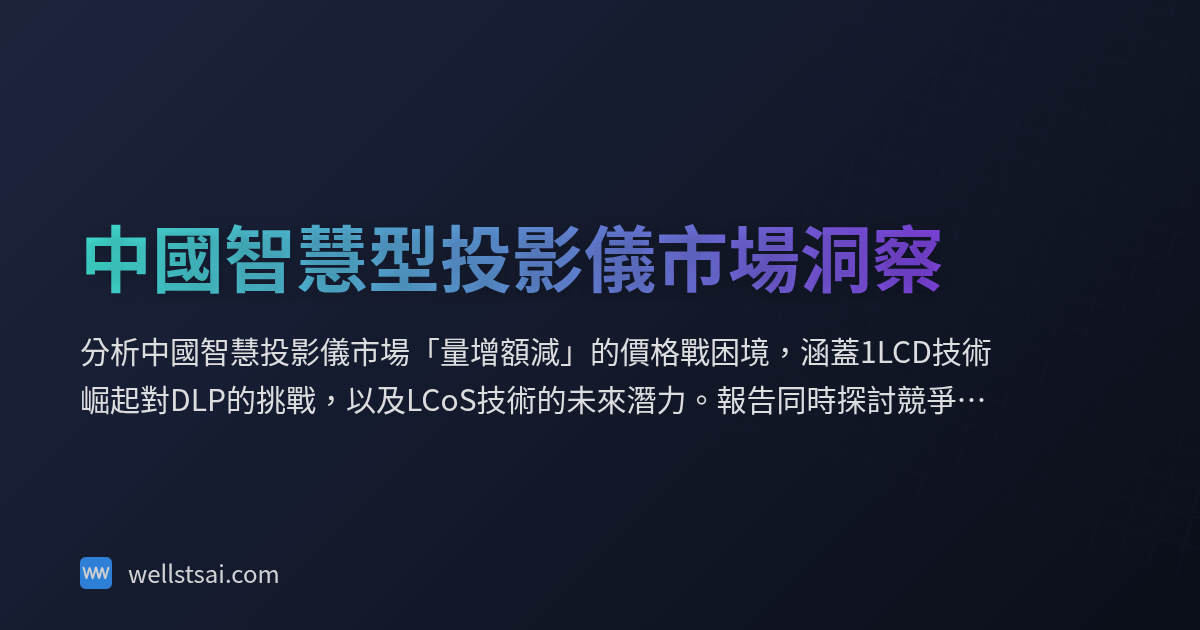 中國智慧型投影儀市場洞察
分析中國智慧投影儀市場「量增額減」的價格戰困境，涵蓋1LCD技術
崛起對DLP的挑戰，以及LCoS技術的未來潛力。報告同時探討競爭…
wellstsai.com